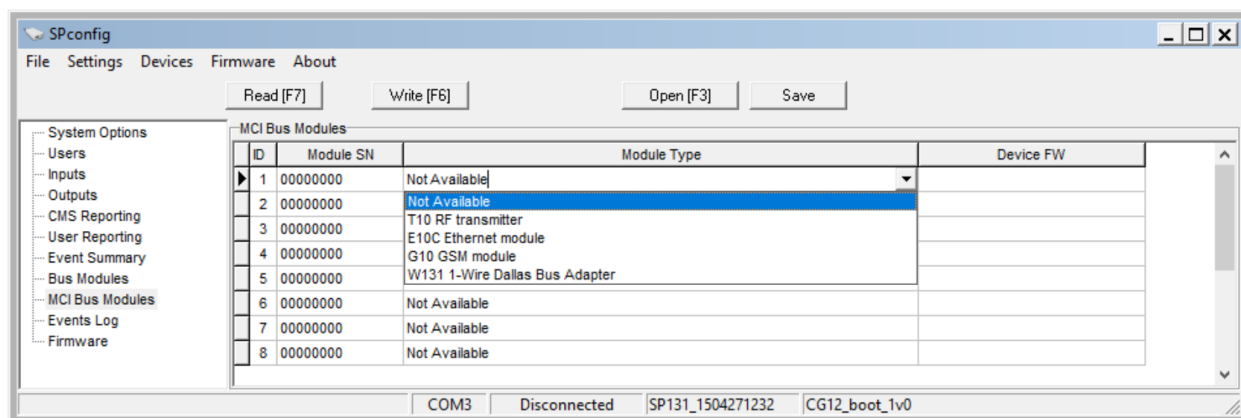 SPconfig
File Settings Devices Firmware About
Read [F7] Write [F6] Open [F3] Save
System Options
Users
Inputs
Outputs
CMS Reporting
User Reporting
Event Summary
Bus Modules
MCI Bus Modules
Events Log
Firmware
MCI Bus Modules
ID Module SN Module Type Device FW
1 00000000 Not Available
2 00000000
3 00000000
4 00000000
5 00000000
Not Available
T10 RF transmitter
E10C Ethernet module
G10 GSM module
W131 1-Wire Dallas Bus Adapter
6 00000000 Not Available
7 00000000 Not Available
8 00000000 Not Available
COM3 Disconnected SP131_1504271232 CG12_boot_1v0